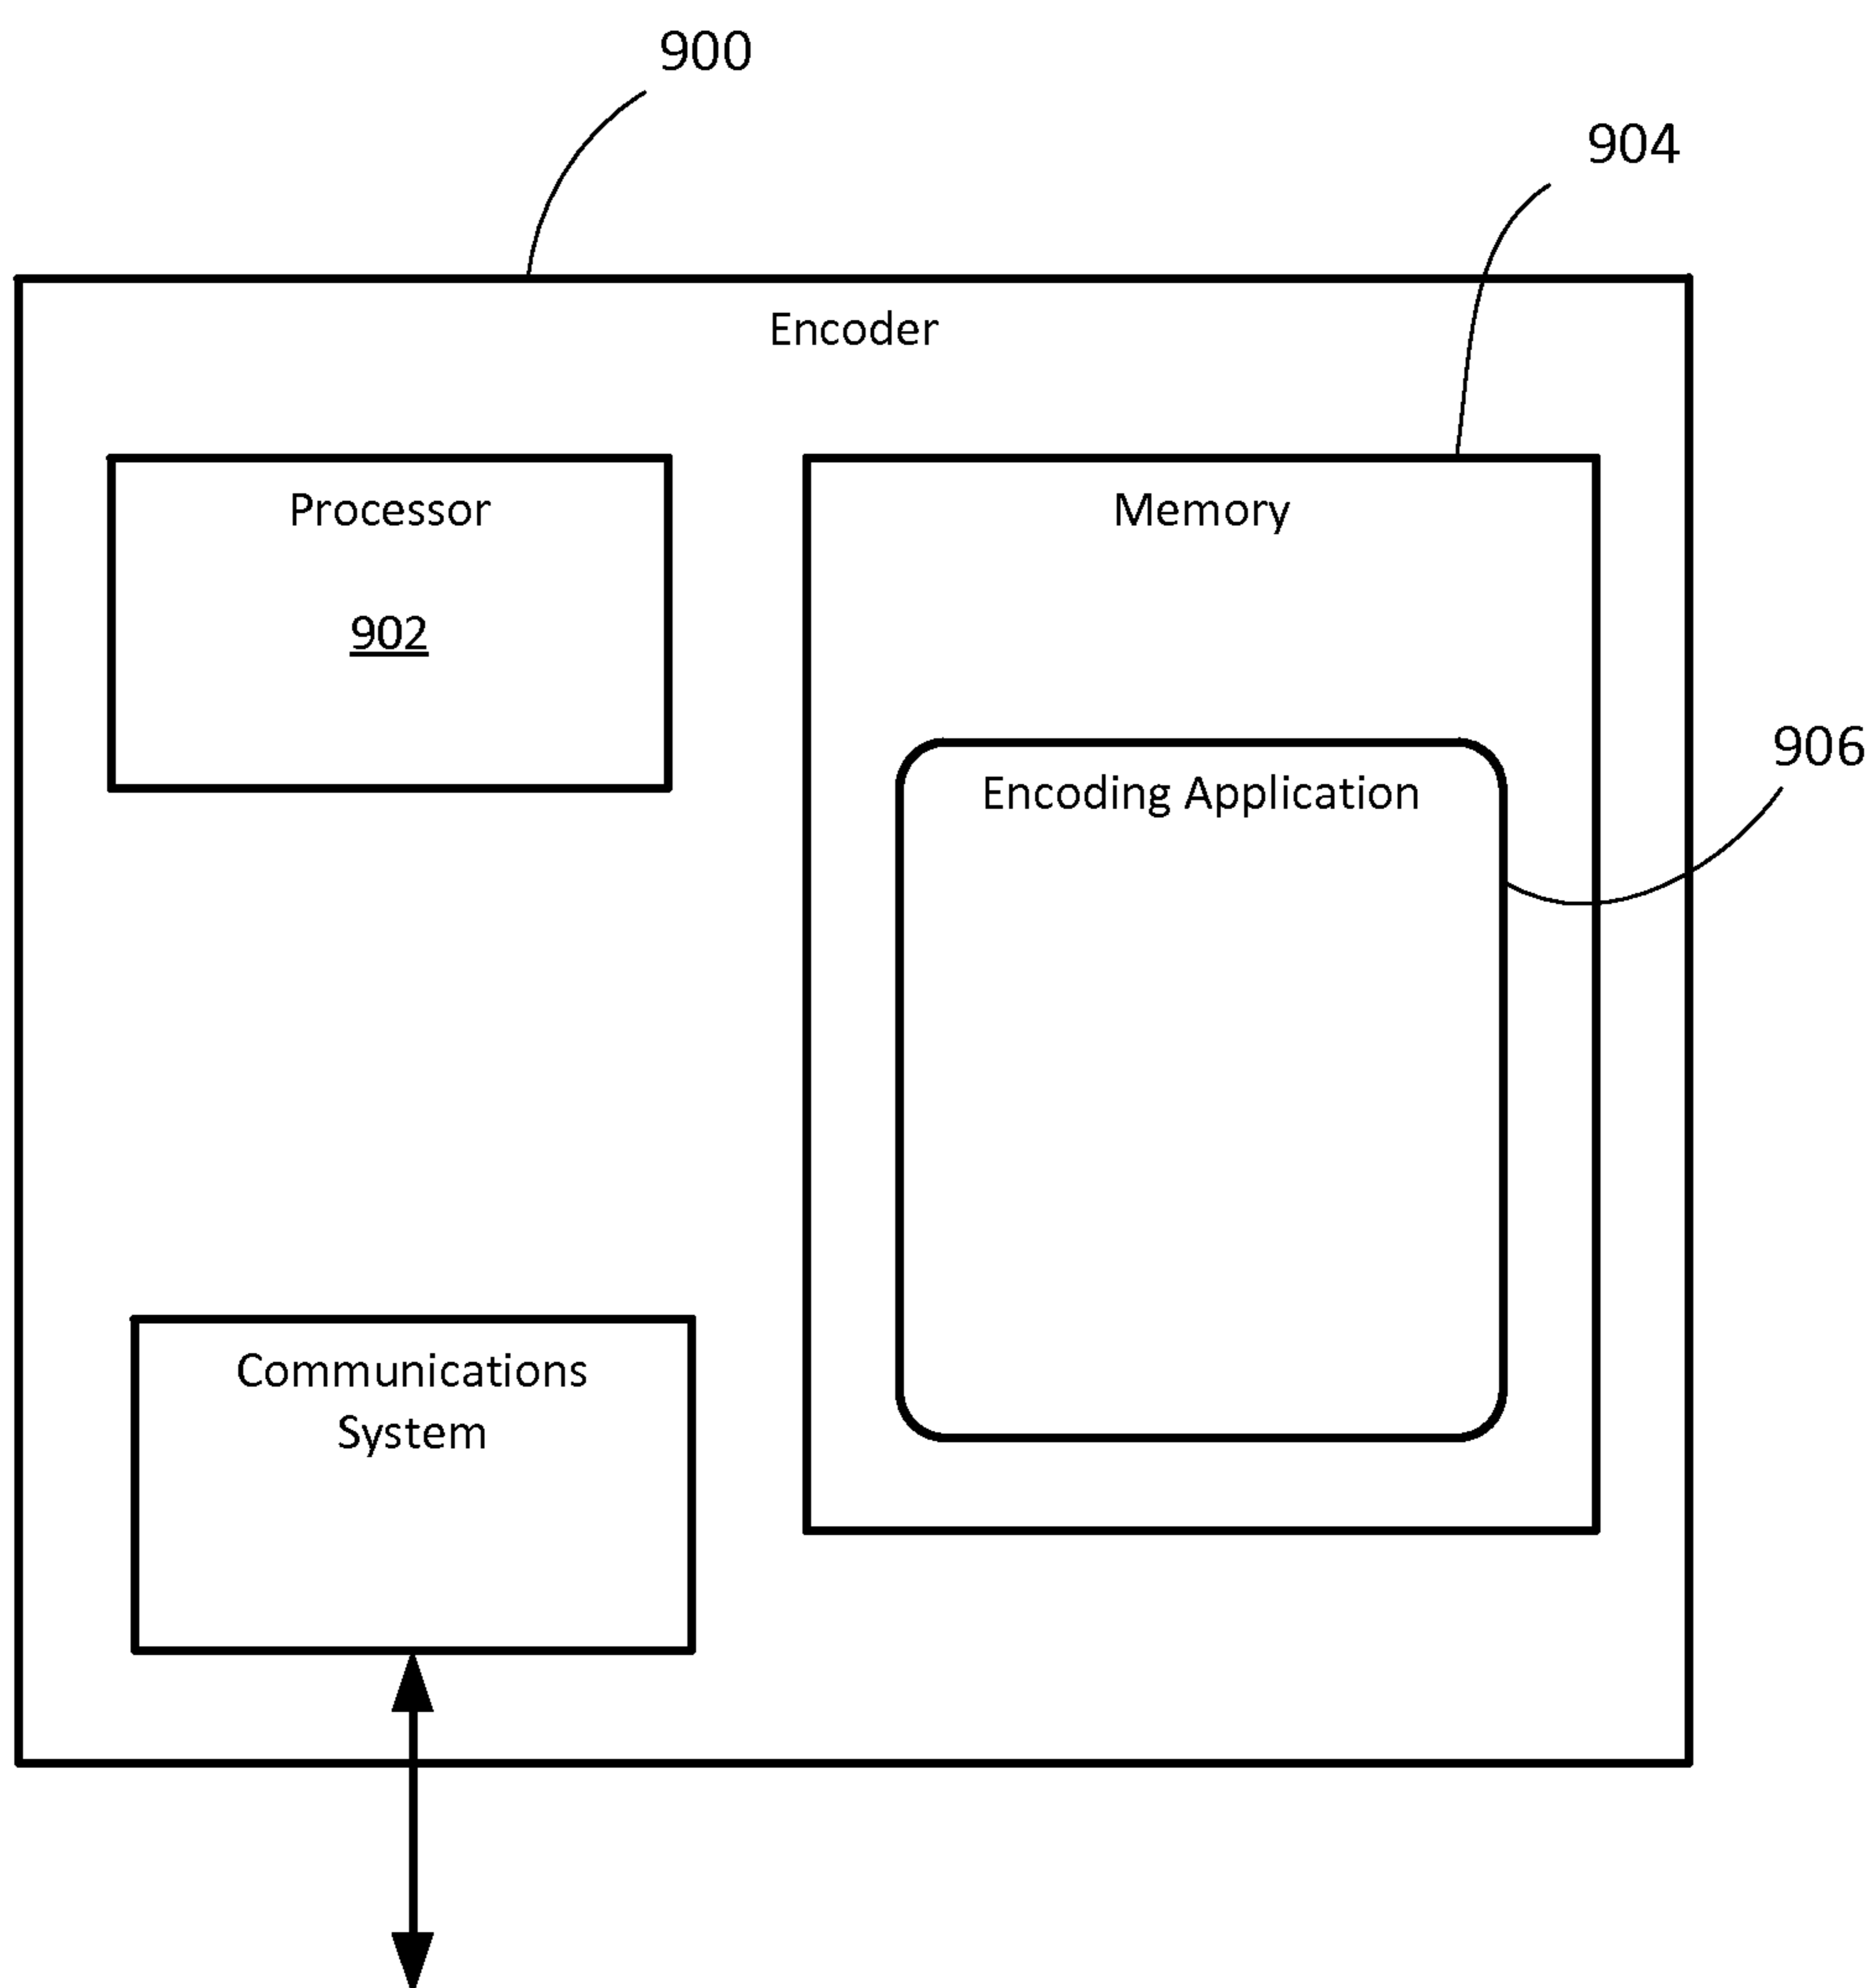 900
904
Encoder
Processor
Memory
902
906
Encoding Application
Communications
System